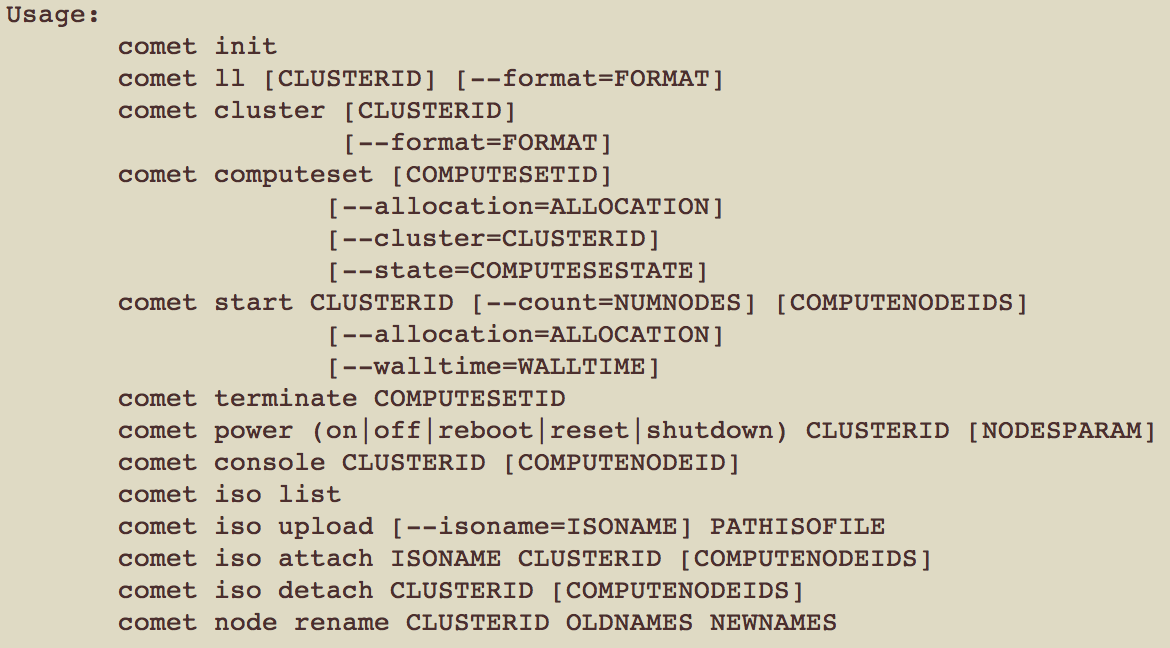 Usage:
comet init
comet ll [CLUSTERID] [--format=FORMAT]
comet cluster [CLUSTERID]
[--format=FORMAT]
comet computeset [COMPUTESETID]
[--allocation=ALLOCATION]
[--cluster=CLUSTERID]
[--state=COMPUTESESTATE]
comet start CLUSTERID [--count=NUMNODES] [COMPUTENODEIDS]
[--allocation=ALLOCATION]
[--walltime=WALLTIME]
comet terminate COMPUTESETID
comet power (on|off|reboot|reset|shutdown) CLUSTERID [NODESPARAM]
comet console CLUSTERID [COMPUTENODEID]
comet iso list
comet iso upload [--isoname=ISONAME] PATHISOFILE
comet iso attach ISONAME CLUSTERID [COMPUTENODEIDS]
comet iso detach CLUSTERID [COMPUTENODEIDS]
comet node rename CLUSTERID OLDNAMES NEWNAMES